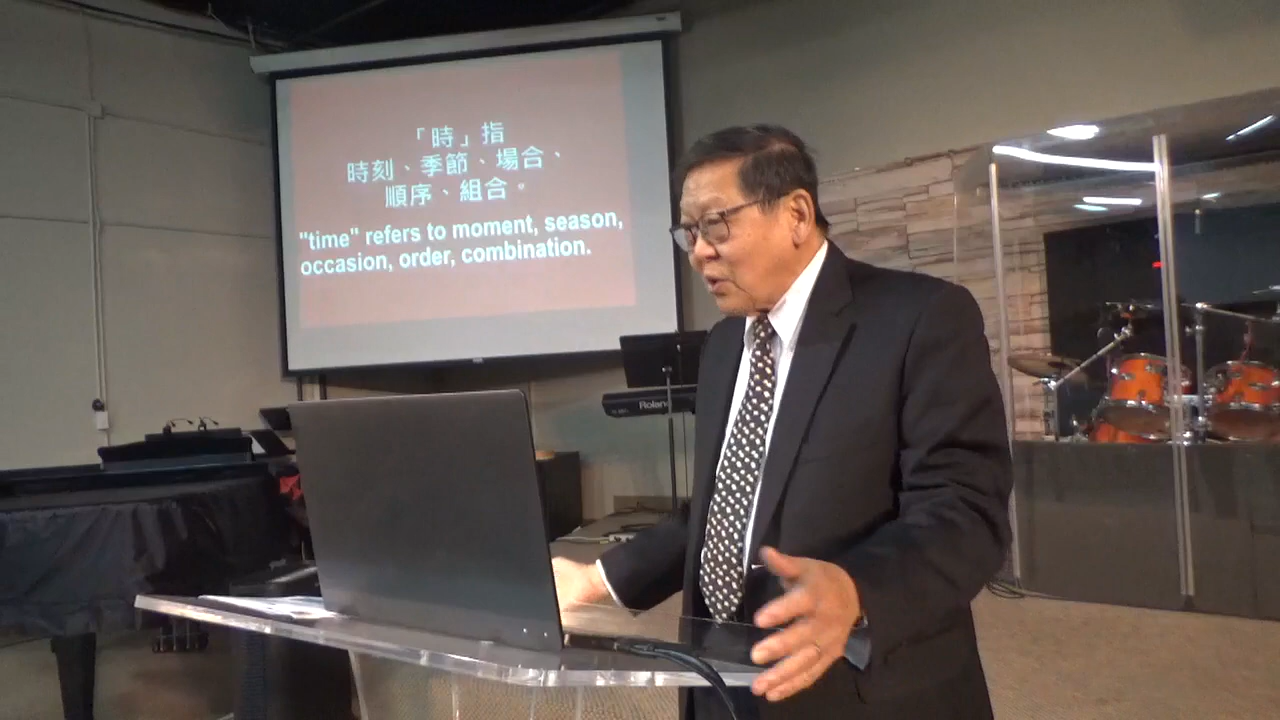 「時」指
時刻、季節、場合、
順序、組合。
"time" refers to moment, season,
occasion, order, combination.
Roland